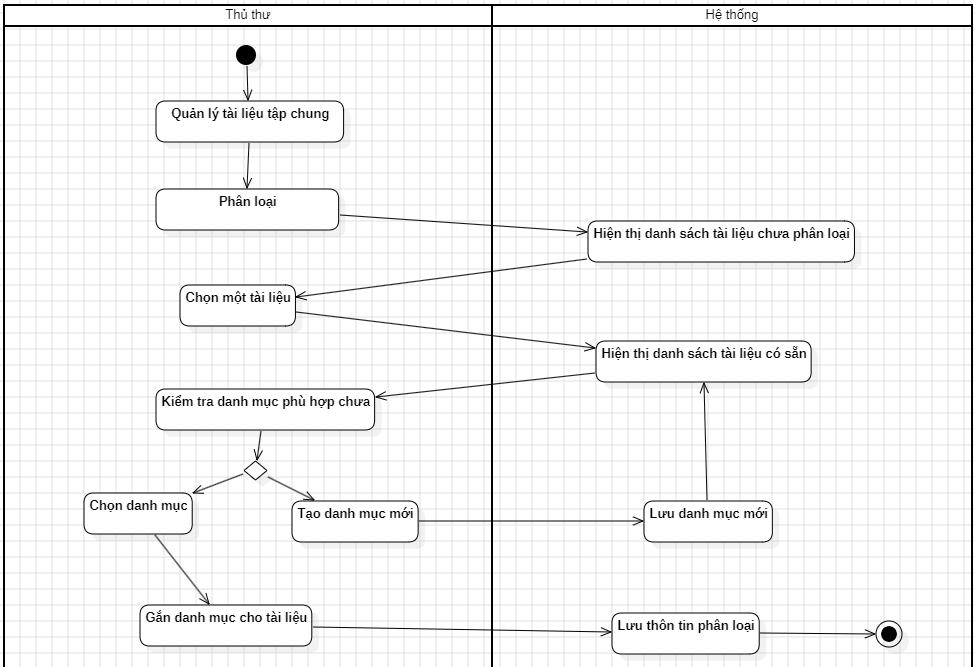 Thủ thư
Hệ thống
Quản lý tài liệu tập chung
Phân loại
Hiện thị danh sách tài liệu chưa phân loại
Chọn một tài liệu
Hiện thị danh sách tài liệu có sẵn
Kiểm tra danh mục phù hợp chưa
Chọn danh mục
Tạo danh mục mới
Lưu danh mục mới
Gắn danh mục cho tài liệu
Lưu thôn tin phân loại